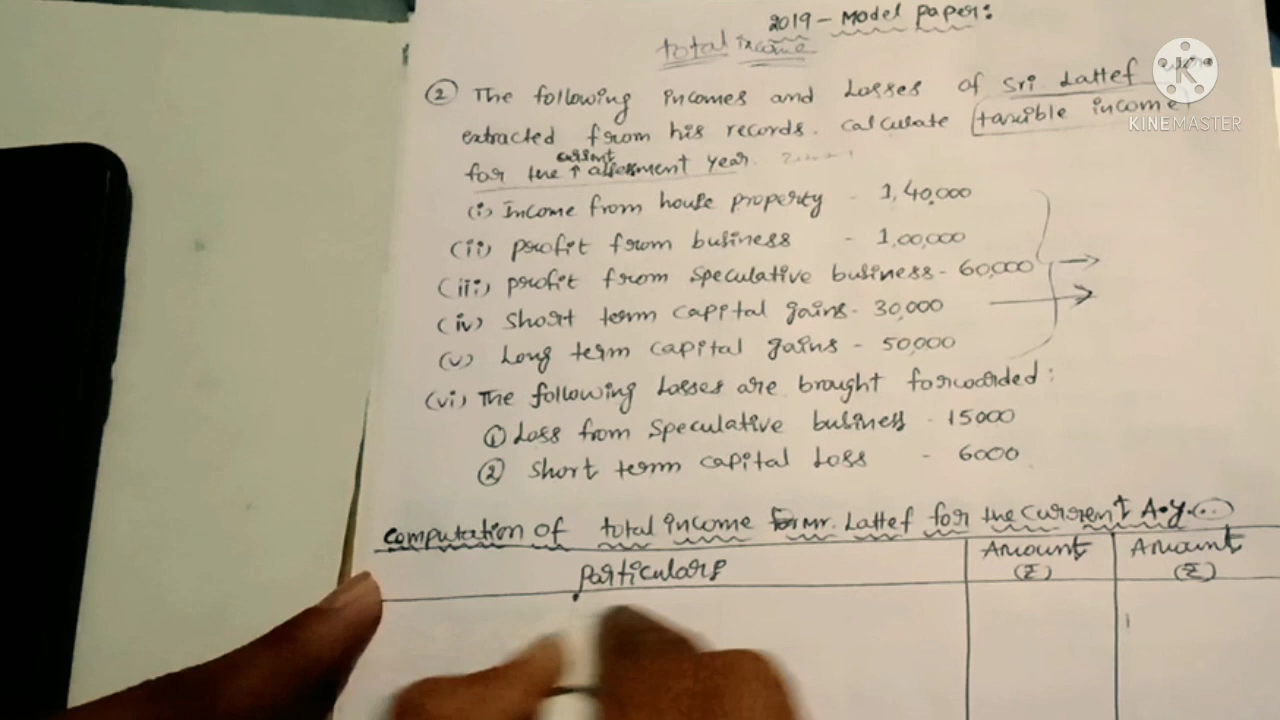 2019 - Model paper:
total income
② The following incomes and Losses of Sri. Lattef were
extracted from his records. calculate taxible income
current
for the ↑ assessment year.
(i) Income from house property - 1,40,000
(ii) profit from business - 1,00,000
(iii) profit from speculative business - 60,000
(iv) short term capital gains - 30,000
(v) Long term capital gains - 50,000
(vi) The following Losses are brought forwarded:
① Loss from speculative business - 15000
② short term capital Loss - 6000
computation of total income for Mr. Lattef for the current A.y...
particulars
Amount Amount
(₹) (₹)
K
KINEMASTER